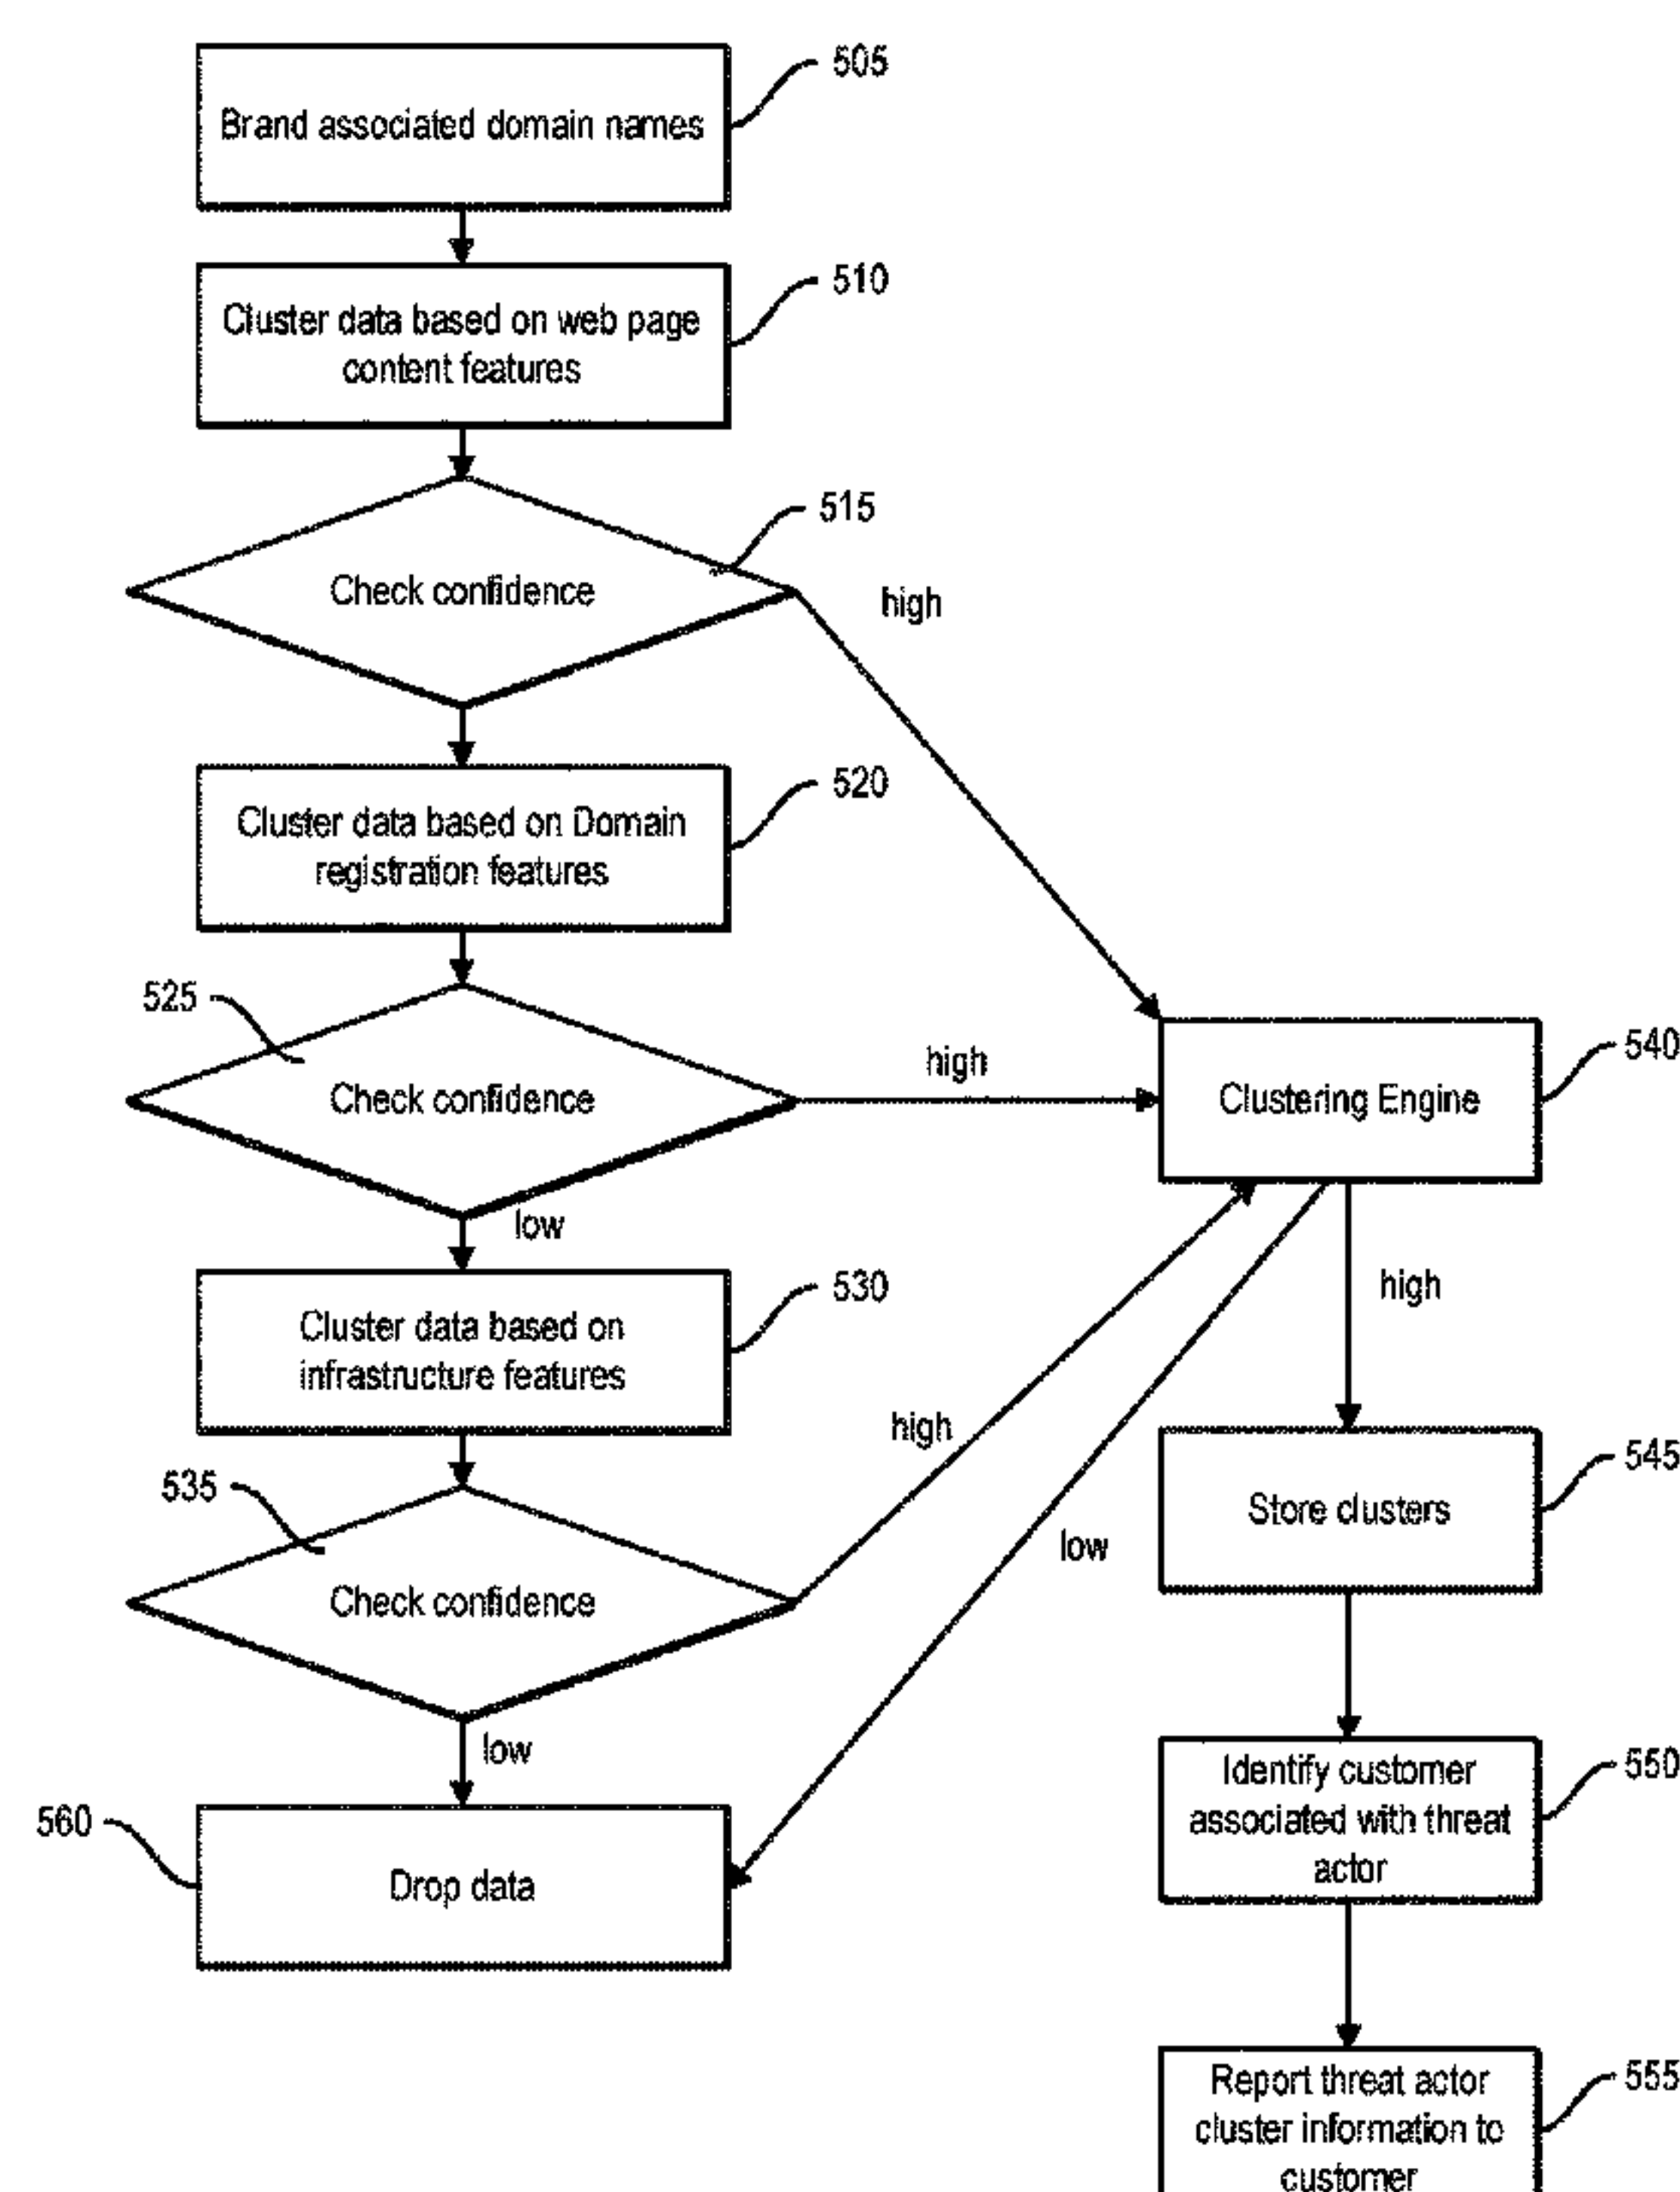 505
Brand associated domain names
510
Cluster data based on web page
content features
515
Check confidence
high
520
Cluster data based on Domain
registration features
525
Check confidence
high
540
Clustering Engine
low
530
Cluster data based on
infrastructure features
high
high
535
Check confidence
545
Store clusters
low
low
560
Drop data
550
Identify customer
associated with threat
actor
555
Report threat actor
cluster information to
customer